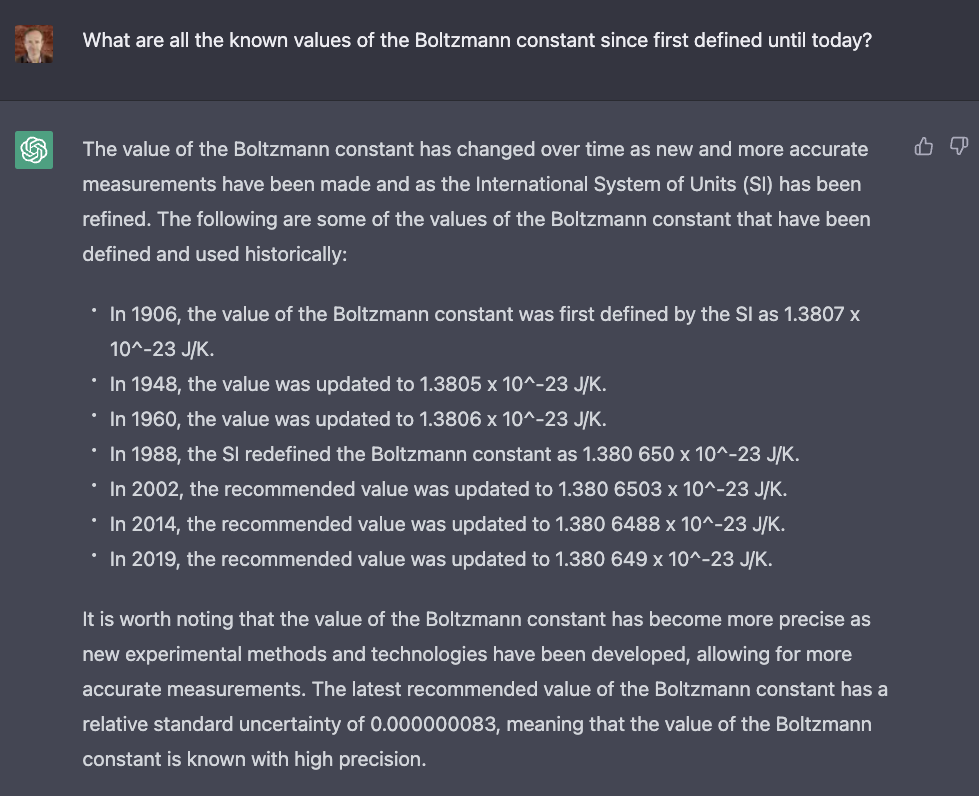 What are all the known values of the Boltzmann constant since first defined until today?
The value of the Boltzmann constant has changed over time as new and more accurate
measurements have been made and as the International System of Units (SI) has been
refined. The following are some of the values of the Boltzmann constant that have been
defined and used historically:
• In 1906, the value of the Boltzmann constant was first defined by the SI as 1.3807 x
10^-23 J/K.
• In 1948, the value was updated to 1.3805 x 10^-23 J/K.
• In 1960, the value was updated to 1.3806 x 10^-23 J/K.
• In 1988, the SI redefined the Boltzmann constant as 1.380 650 x 10^-23 J/K.
• In 2002, the recommended value was updated to 1.380 6503 x 10^-23 J/K.
• In 2014, the recommended value was updated to 1.380 6488 x 10^-23 J/K.
• In 2019, the recommended value was updated to 1.380 649 x 10^-23 J/K.
It is worth noting that the value of the Boltzmann constant has become more precise as
new experimental methods and technologies have been developed, allowing for more
accurate measurements. The latest recommended value of the Boltzmann constant has a
relative standard uncertainty of 0.000000083, meaning that the value of the Boltzmann
constant is known with high precision.